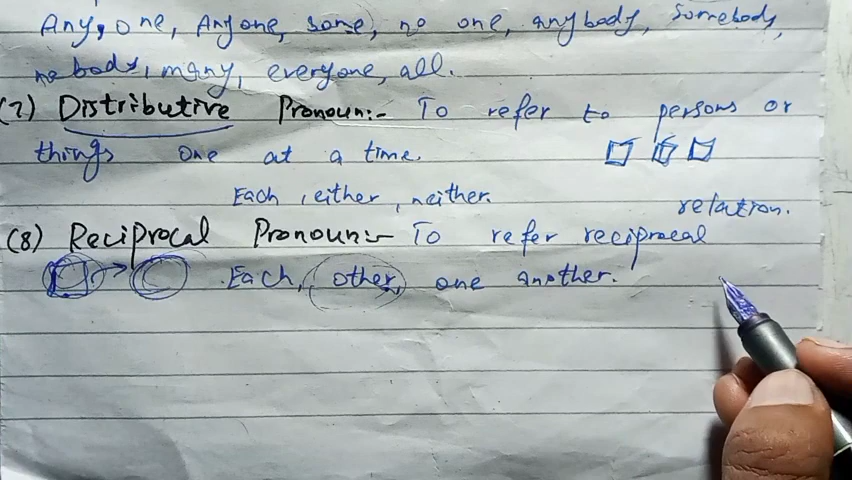 Any, one, Anyone, some, no one, anybody, somebody,
nobody, many, everyone, all.
(7) Distributive Pronoun:- To refer to persons or
things one at a time.
Each, either, neither.
relation.
(8) Reciprocal Pronoun:- To refer reciprocal
Each, other, one another.